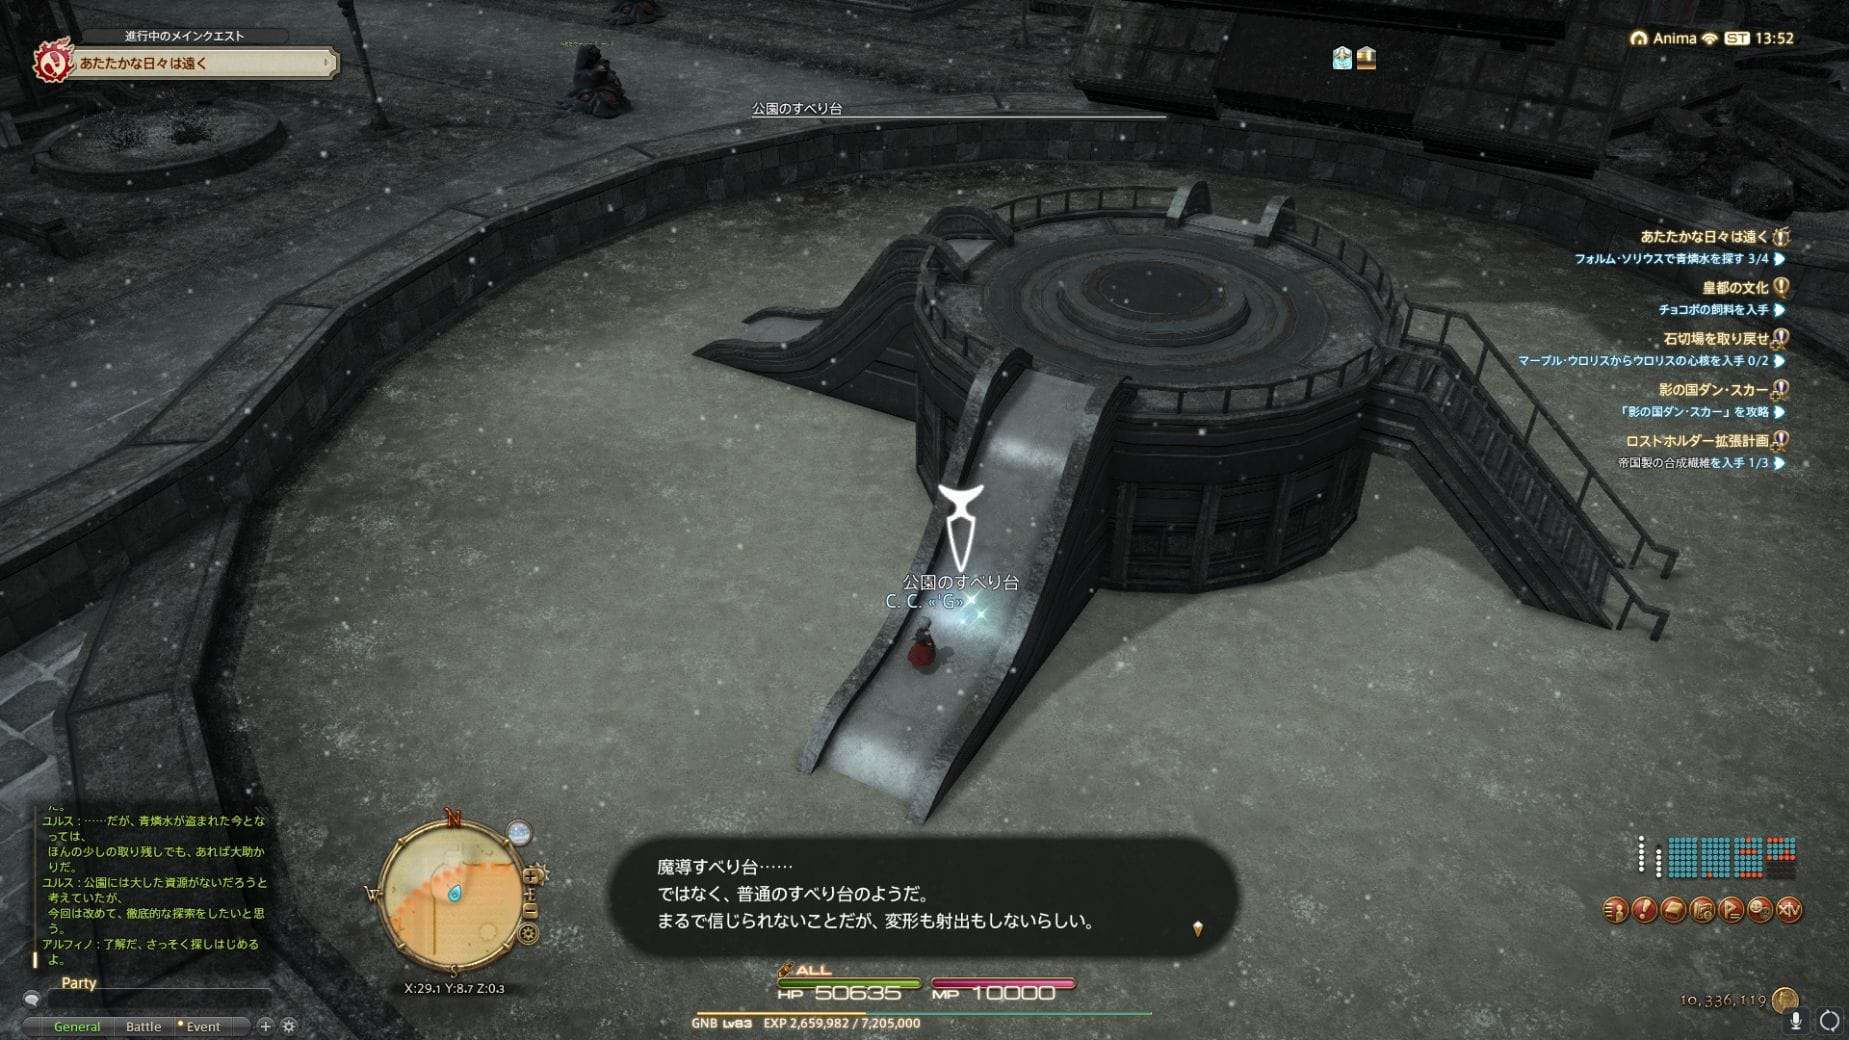 進行中のメインクエスト
あたたかな日々は遠く
Anima ST 13:52
公園のすべり台
あたたかな日々は遠く
フォルム・ソリウスで青燐水を探す 3/4
皇都の文化
チョコボの飼料を入手
石切場を取り戻せ
マーブル・ウロリスからウロリスの心核を入手 0/2
影の国ダン・スカー
「影の国ダン・スカー」を攻略
ロストホルダー拡張計画
帝国製の合成繊維を入手 1/3
公園のすべり台
C. C. «'G»
た。
ユルス：……だが、青燐水が盗まれた今とな
っては、
ほんの少しの取り残しでも、あれば大助か
りだ。
ユルス：公園には大した資源がないだろうと
考えていたが、
今回は改めて、徹底的な探索をしたいと思
う。
アルフィノ：了解だ、さっそく探しはじめる
よ。
Party
General Battle Event
N
W
S
X:29.1 Y:8.7 Z:0.3
魔導すべり台……
ではなく、普通のすべり台のようだ。
まるで信じられないことだが、変形も射出もしないらしい。
ALL
HP 50635 MP 10000
GNB Lv83 EXP 2,659,982 / 7,205,000
XIV
10,336,119